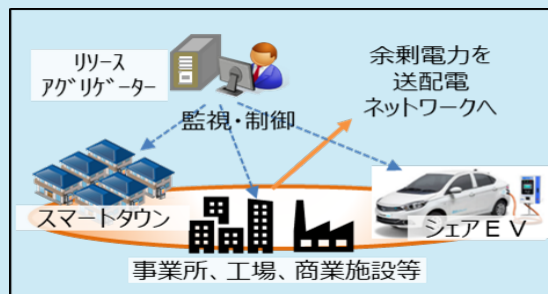 リソース
アグリゲーター
余剰電力を
送配電
ネットワークへ
監視・制御
スマートタウン
シェアＥＶ
事業所、工場、商業施設等